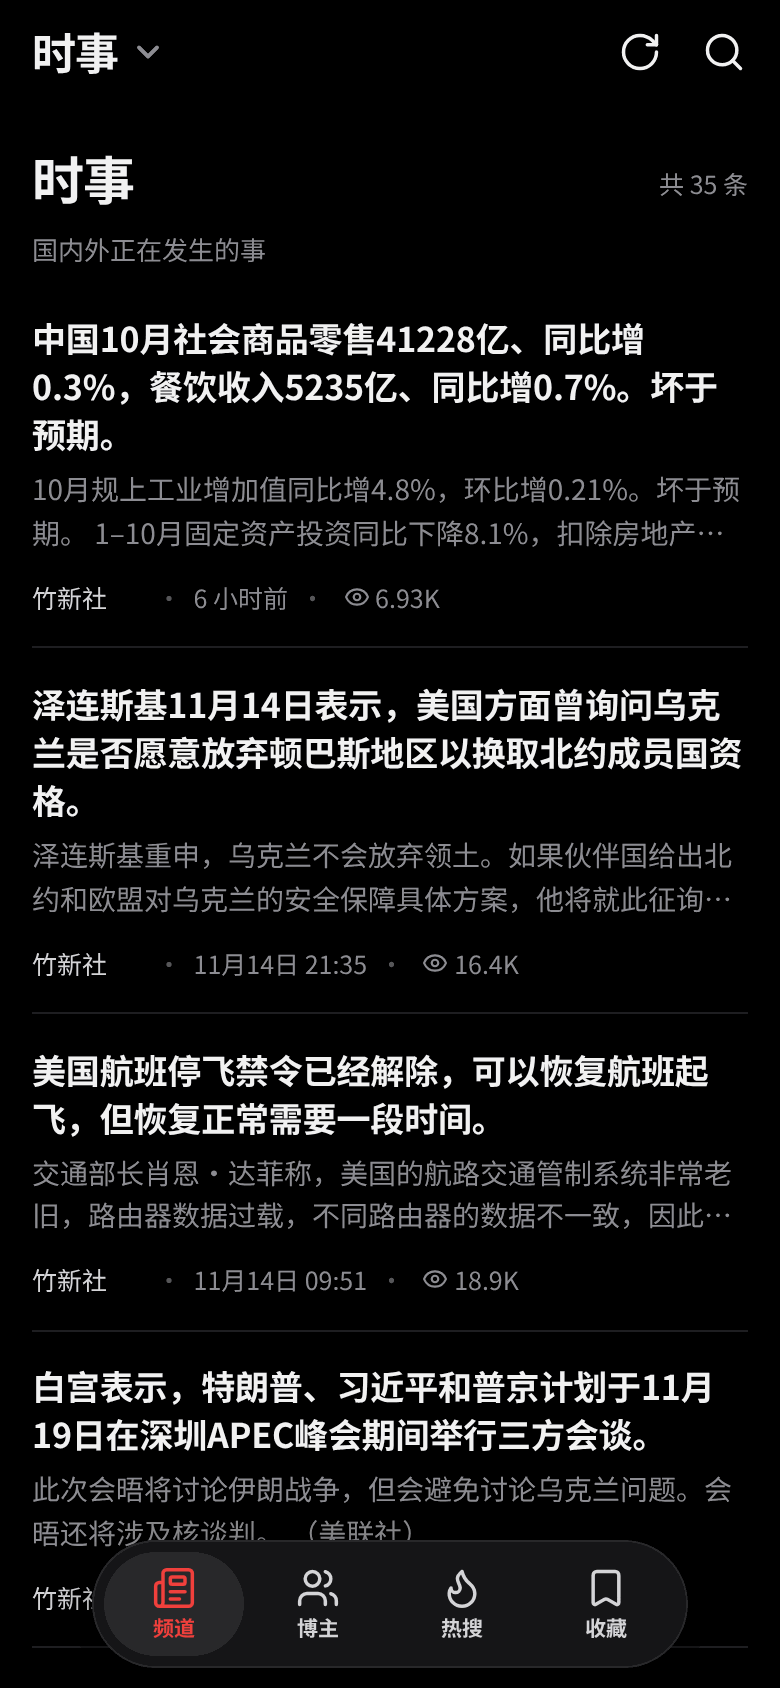 时事
时事
共 35 条
国内外正在发生的事
中国10月社会商品零售41228亿、同比增
0.3%，餐饮收入5235亿、同比增0.7%。坏于
预期。
10月规上工业增加值同比增4.8%，环比增0.21%。坏于预
期。 1–10月固定资产投资同比下降8.1%，扣除房地产…
竹新社 • 6 小时前 • 6.93K
泽连斯基11月14日表示，美国方面曾询问乌克
兰是否愿意放弃顿巴斯地区以换取北约成员国资
格。
泽连斯基重申，乌克兰不会放弃领土。如果伙伴国给出北
约和欧盟对乌克兰的安全保障具体方案，他将就此征询…
竹新社 • 11月14日 21:35 • 16.4K
美国航班停飞禁令已经解除，可以恢复航班起
飞，但恢复正常需要一段时间。
交通部长肖恩·达菲称，美国的航路交通管制系统非常老
旧，路由器数据过载，不同路由器的数据不一致，因此…
竹新社 • 11月14日 09:51 • 18.9K
白宫表示，特朗普、习近平和普京计划于11月
19日在深圳APEC峰会期间举行三方会谈。
此次会晤将讨论伊朗战争，但会避免讨论乌克兰问题。会
晤还将涉及核谈判。（美联社）
竹新社
频道
博主
热搜
收藏